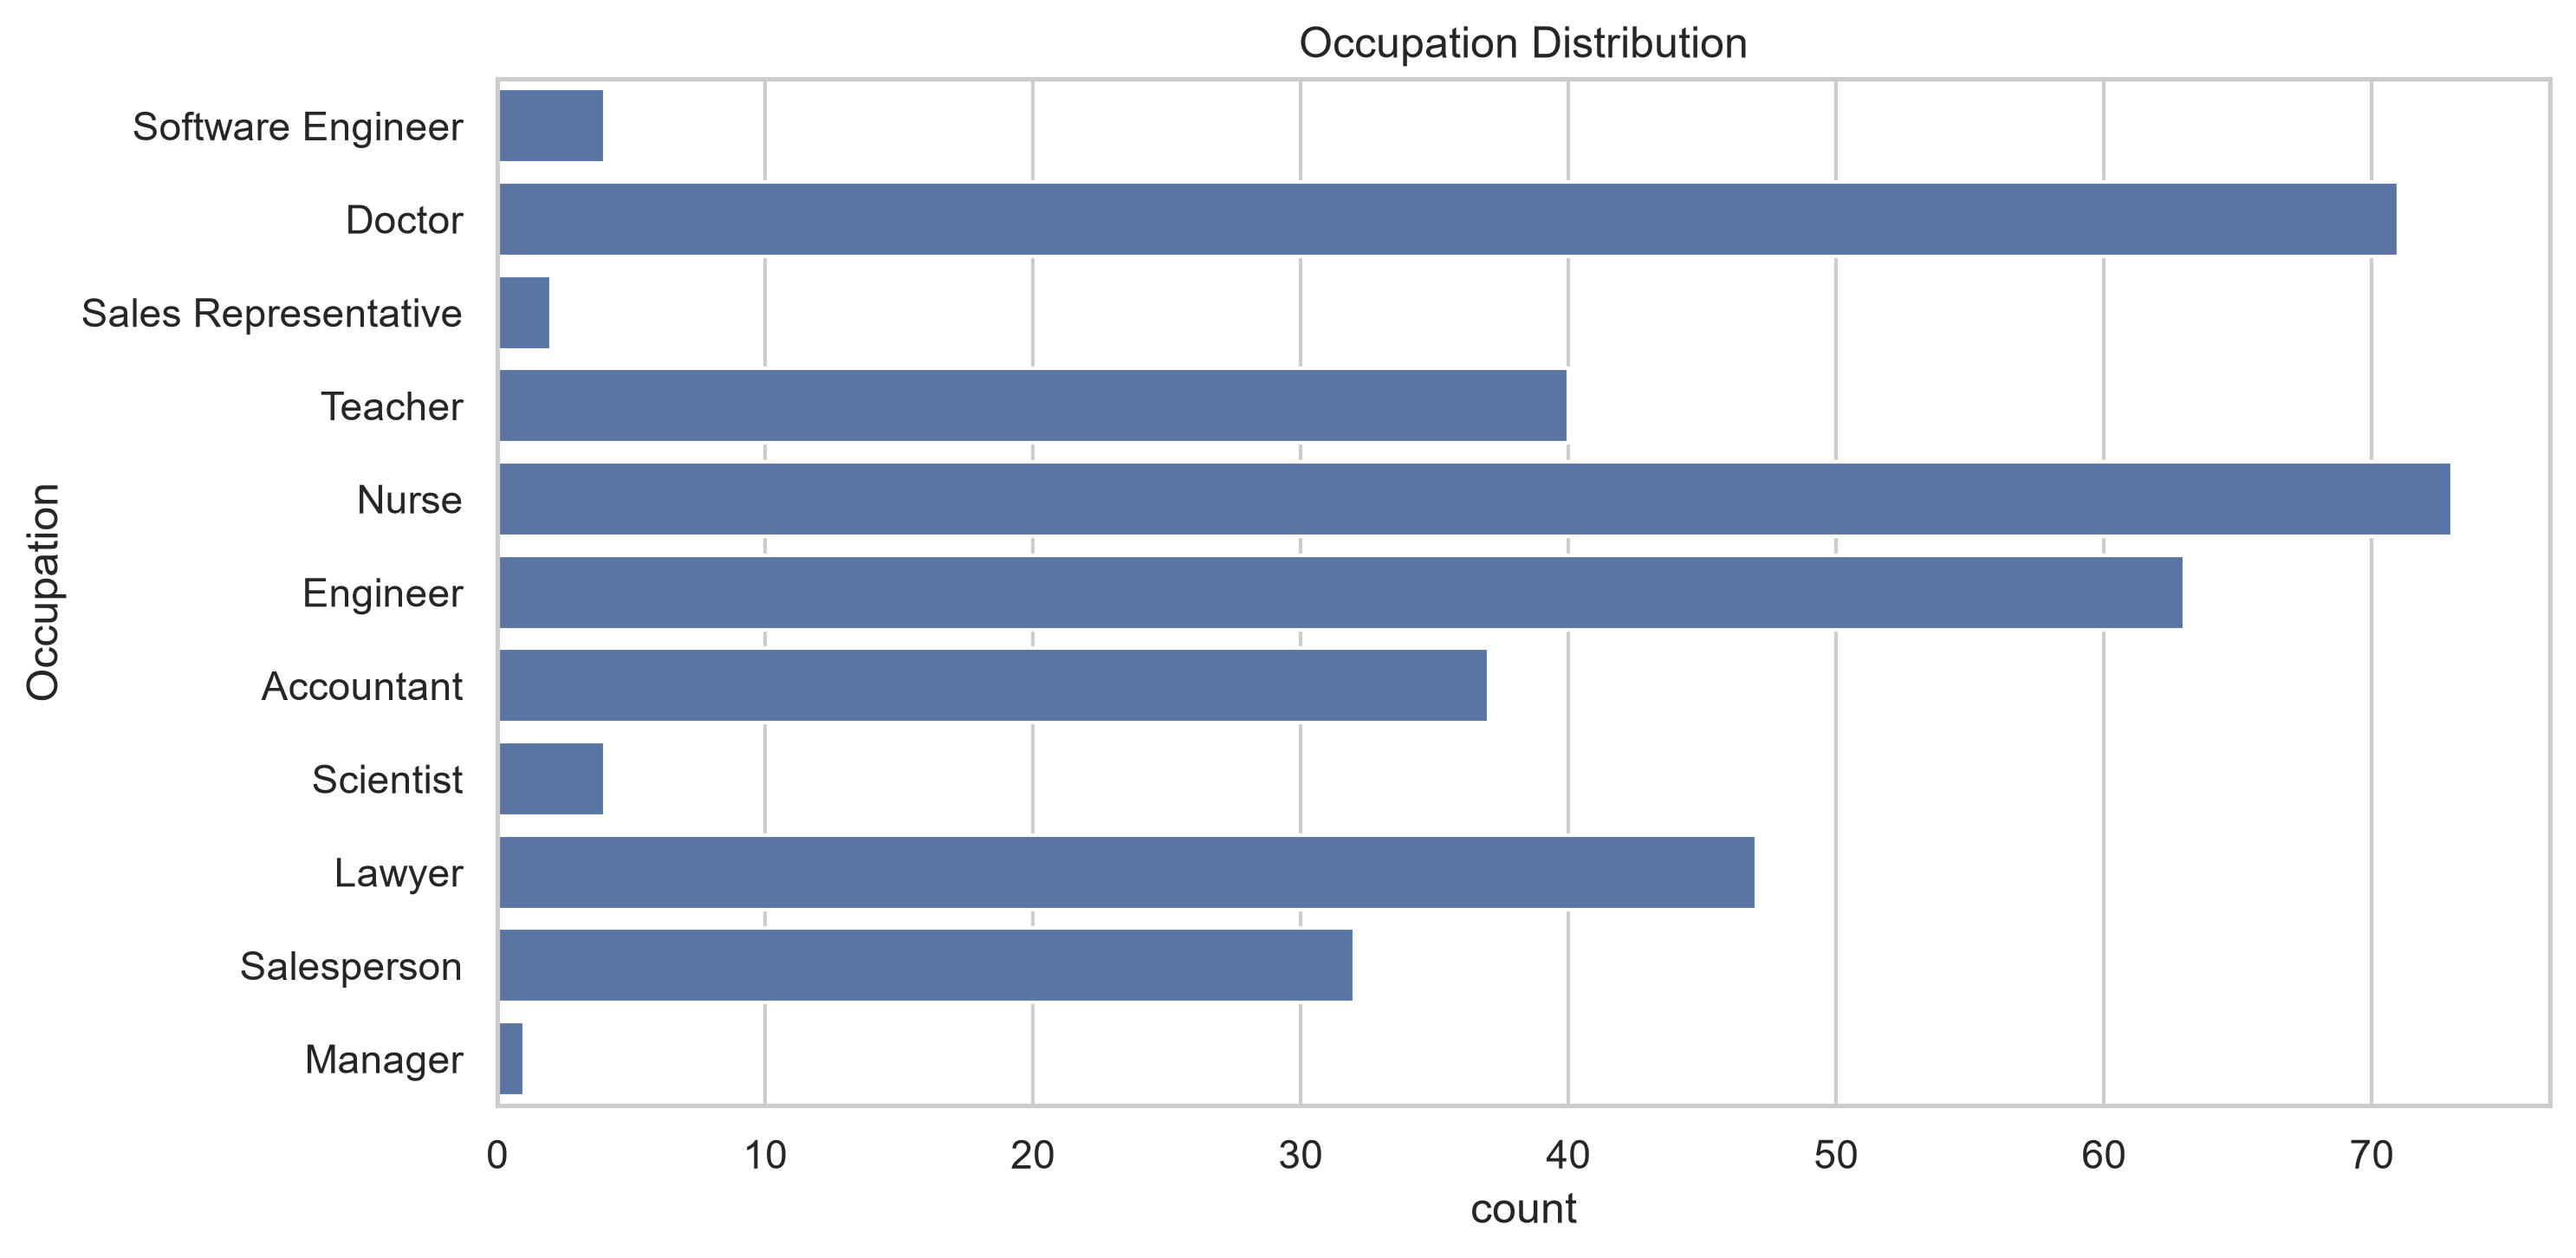 Occupation Distribution
Software Engineer
Doctor
Sales Representative
Teacher
Nurse
Engineer
Accountant
Scientist
Lawyer
Salesperson
Manager
Occupation
0 10 20 30 40 50 60 70
count